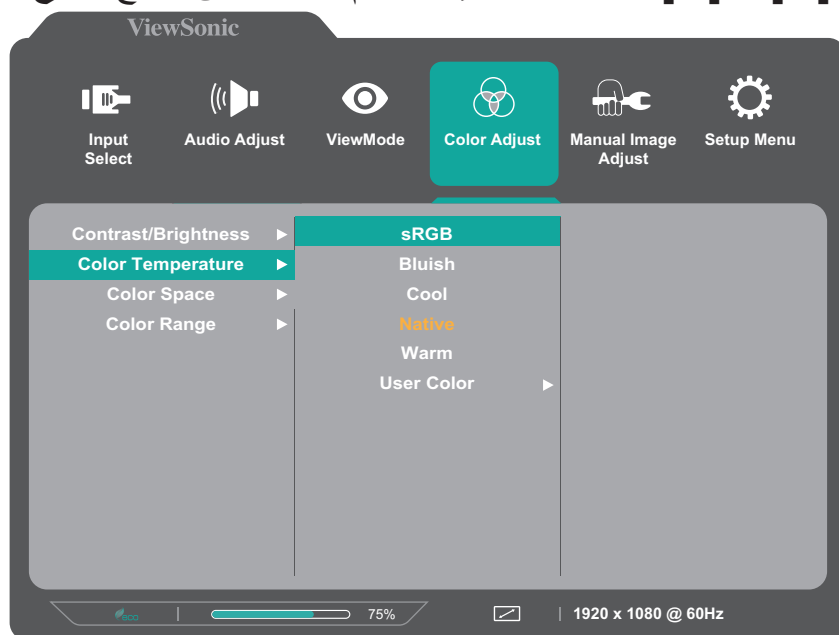 ViewSonic
Input
Select
Audio Adjust
ViewMode
Color Adjust
Manual Image
Adjust
Setup Menu
Contrast/Brightness
Color Temperature
Color Space
Color Range
sRGB
Bluish
Cool
Native
Warm
User Color
ECO
75%
1920 x 1080 @ 60Hz